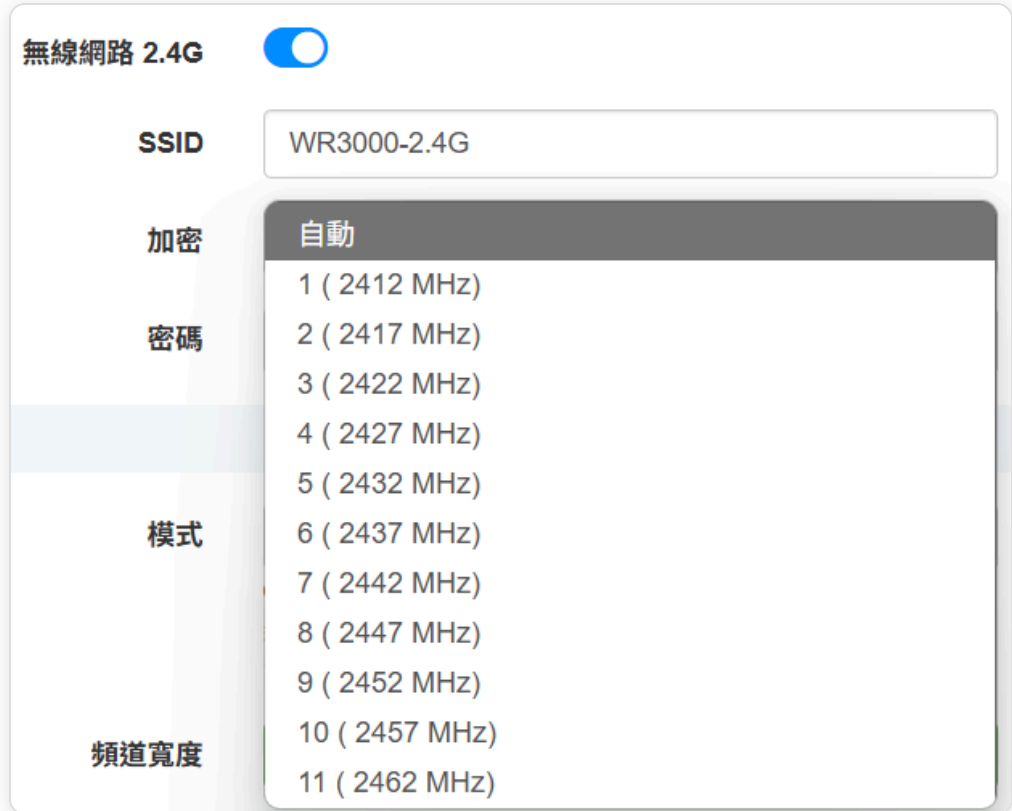 無線網路 2.4G
SSID
WR3000-2.4G
加密
自動
1 ( 2412 MHz)
密碼
2 ( 2417 MHz)
3 ( 2422 MHz)
4 ( 2427 MHz)
5 ( 2432 MHz)
模式
6 ( 2437 MHz)
7 ( 2442 MHz)
8 ( 2447 MHz)
9 ( 2452 MHz)
頻道寬度
10 ( 2457 MHz)
11 ( 2462 MHz)